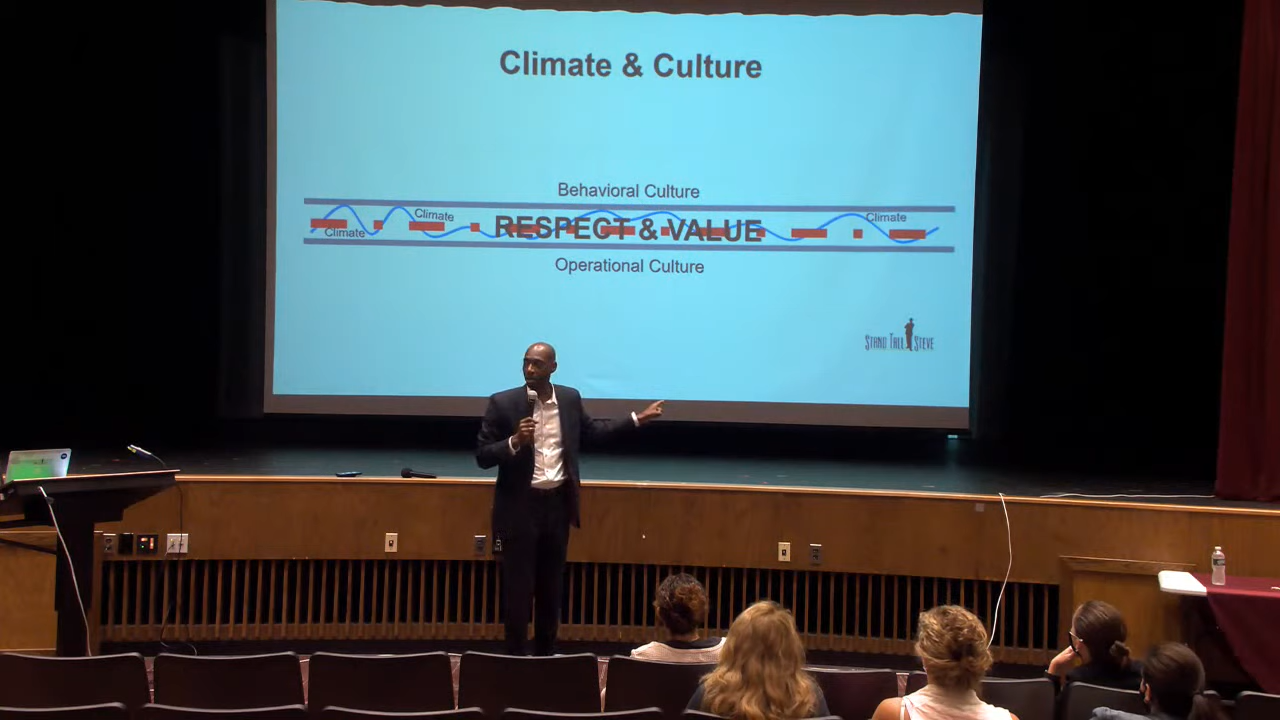 Climate & Culture
Behavioral Culture
Climate
Climate
Climate
RESPECT & VALUE
Operational Culture
STAND TALL STEVE